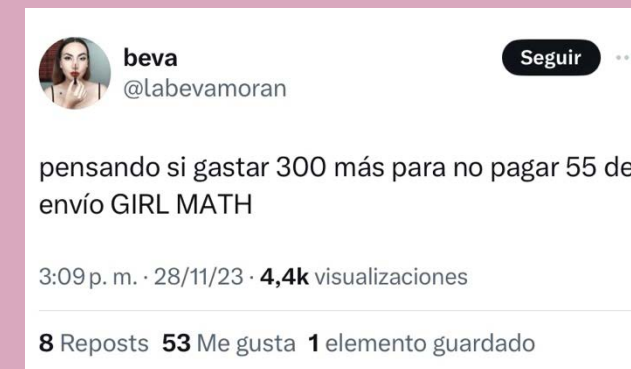 beva
Seguir
@labevamoran
pensando si gastar 300 más para no pagar 55 de
envío GIRL MATH
3:09 p. m. · 28/11/23 · 4,4k visualizaciones
8 Reposts 53 Me gusta 1 elemento guardado